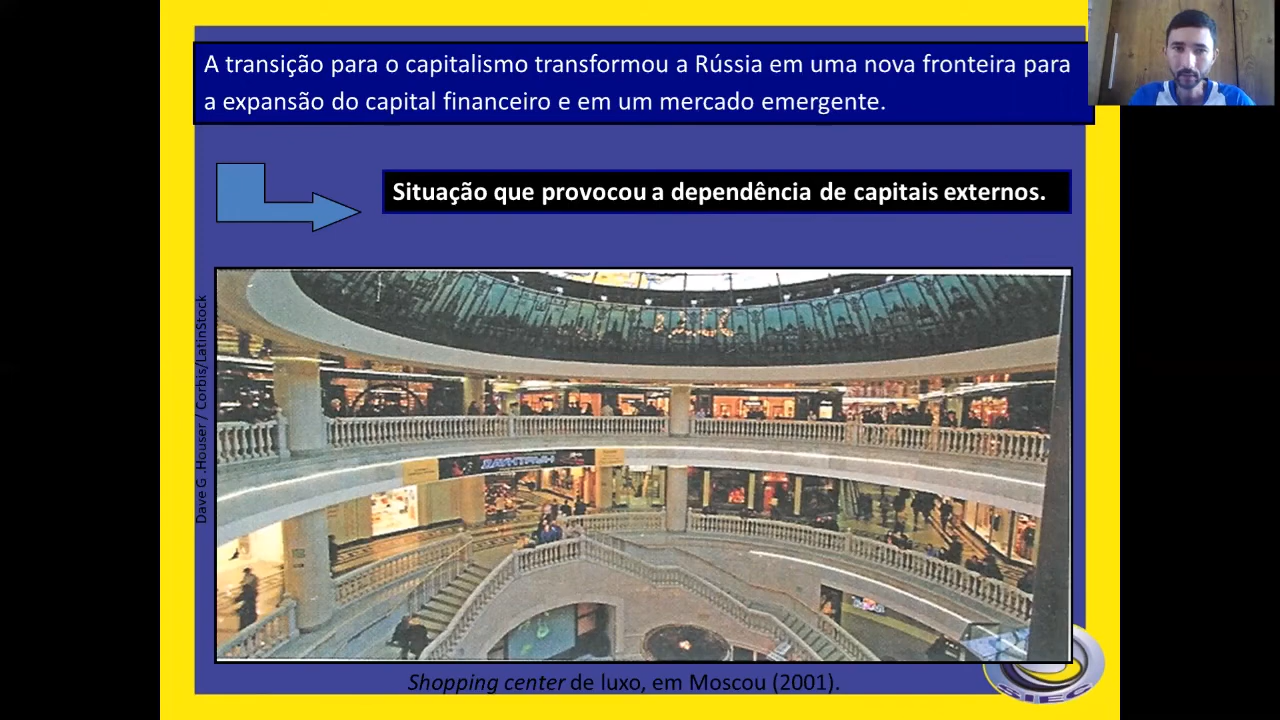 A transição para o capitalismo transformou a Rússia em uma nova fronteira para
a expansão do capital financeiro e em um mercado emergente.
Situação que provocou a dependência de capitais externos.
Dave G .Houser / Corbis/LatinStock
SIEC
Shopping center de luxo, em Moscou (2001).